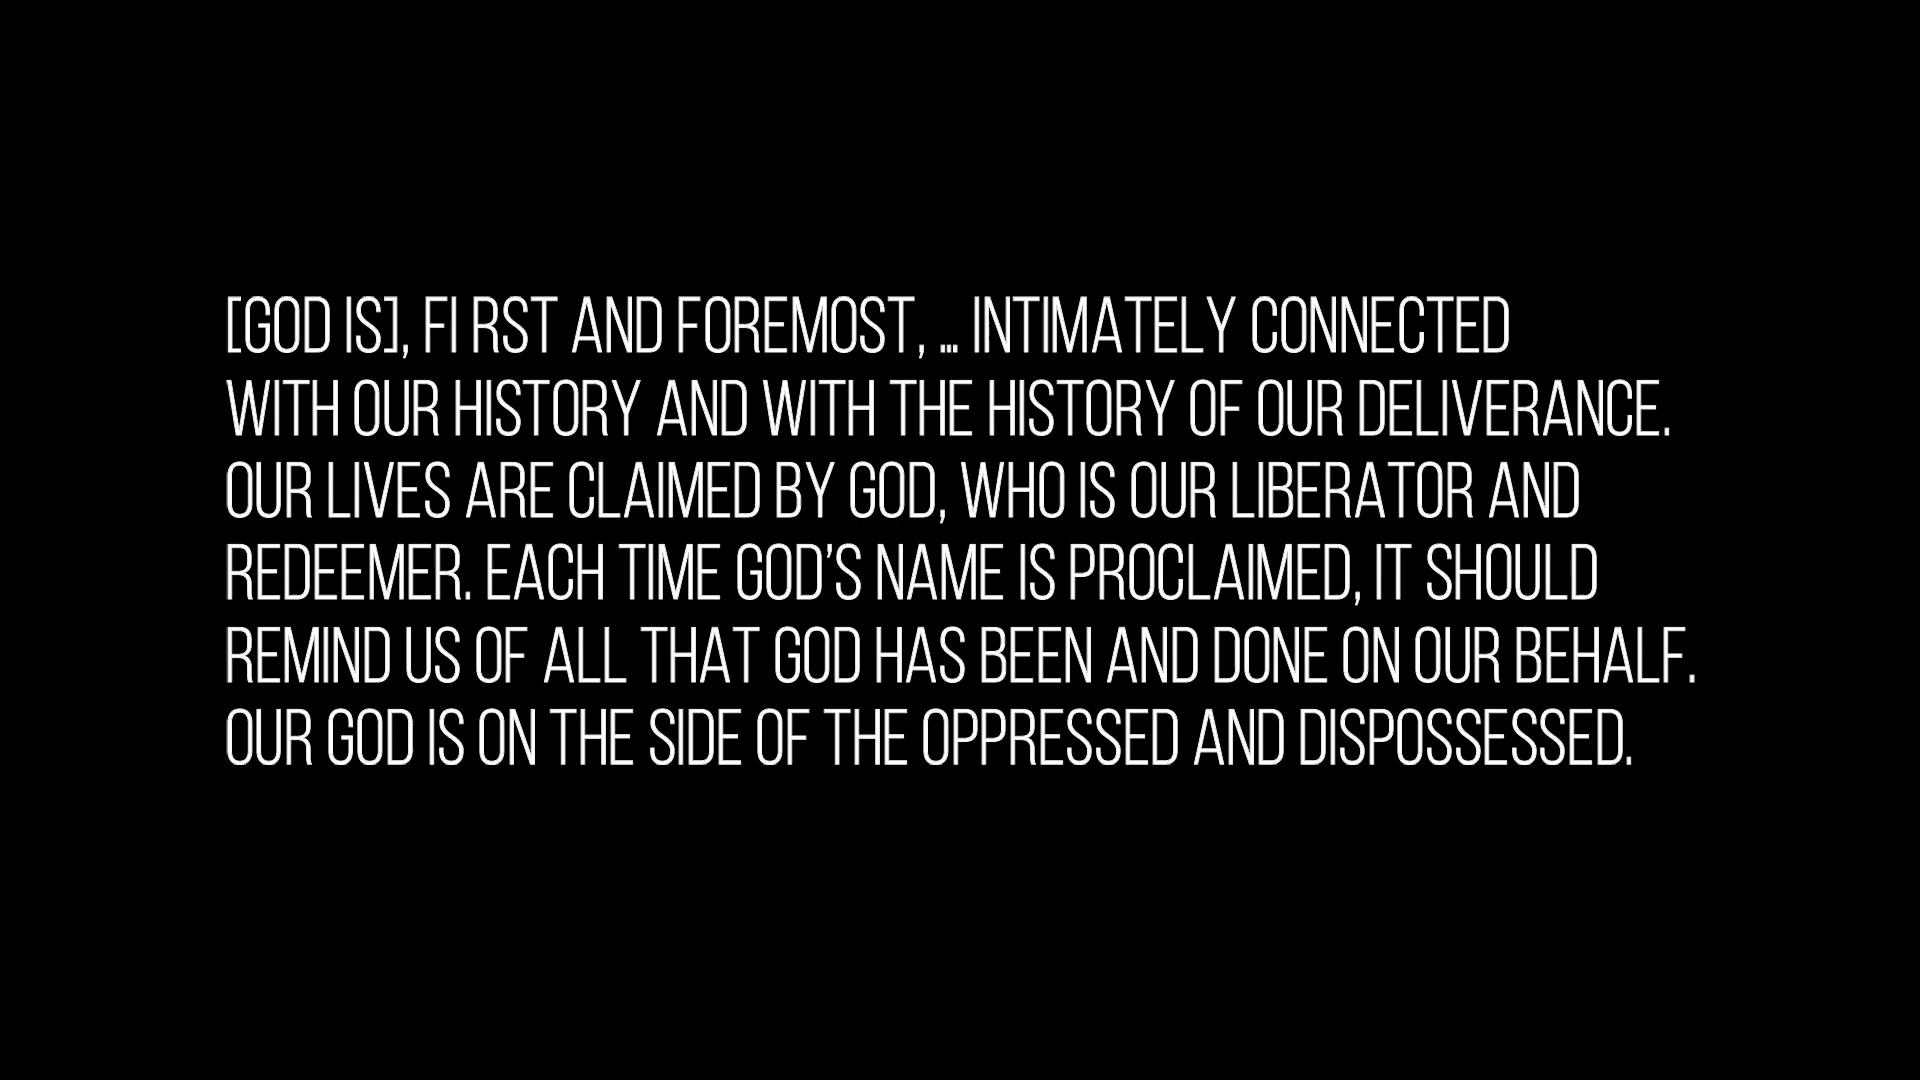 [GOD IS], FI RST AND FOREMOST, ... INTIMATELY CONNECTED
WITH OUR HISTORY AND WITH THE HISTORY OF OUR DELIVERANCE.
OUR LIVES ARE CLAIMED BY GOD, WHO IS OUR LIBERATOR AND
REDEEMER. EACH TIME GOD’S NAME IS PROCLAIMED, IT SHOULD
REMIND US OF ALL THAT GOD HAS BEEN AND DONE ON OUR BEHALF.
OUR GOD IS ON THE SIDE OF THE OPPRESSED AND DISPOSSESSED.